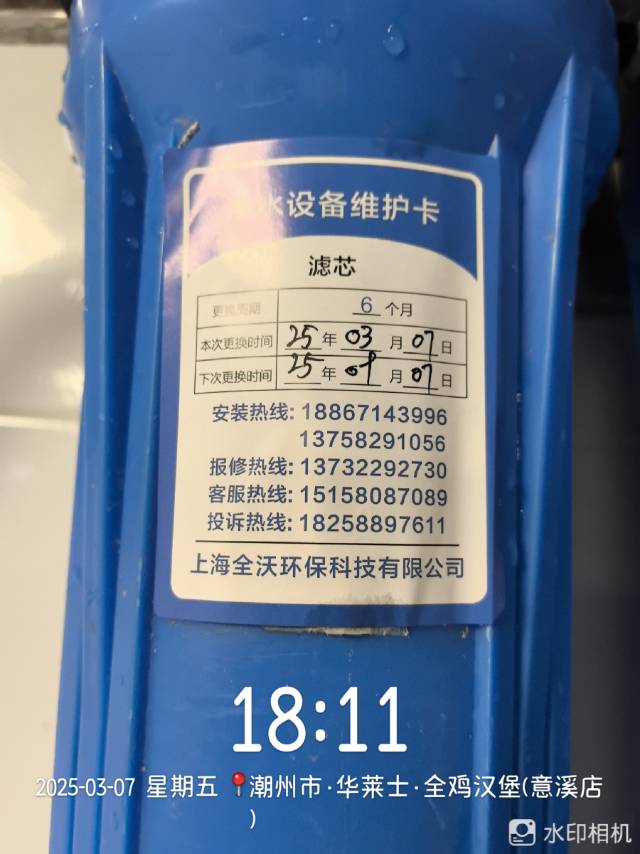 水设备维护卡
滤芯
更换周期 6 个月
本次更换时间 25 年 03 月 07 日
下次更换时间 25 年 09 月 07 日
安装热线: 18867143996
13758291056
报修热线: 13732292730
客服热线: 15158087089
投诉热线: 18258897611
上海全沃环保科技有限公司
18:11
2025-03-07 星期五 潮州市·华莱士·全鸡汉堡(意溪店
)
水印相机